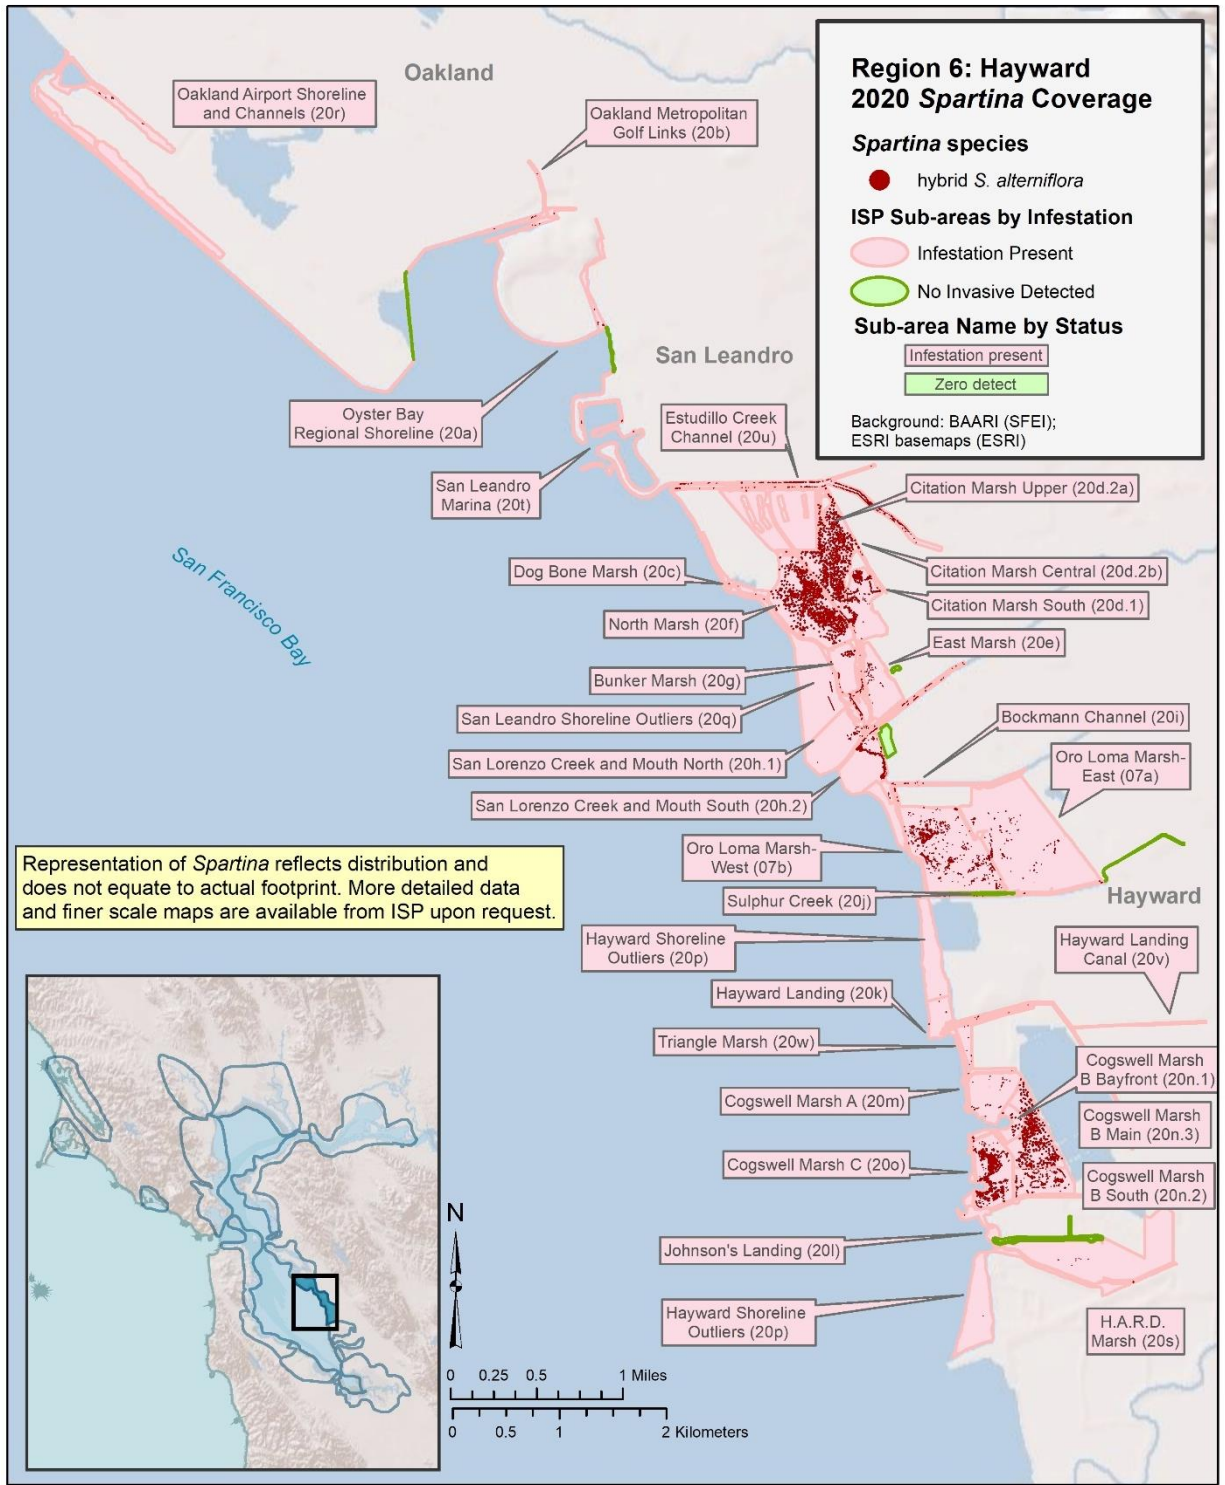 Region 6: Hayward
2020 Spartina Coverage
Spartina species
hybrid S. alterniflora
ISP Sub-areas by Infestation
Infestation Present
No Invasive Detected
Sub-area Name by Status
Infestation present
Zero detect
Background: BAARI (SFEI);
ESRI basemaps (ESRI)
Oakland
Oakland Airport Shoreline
and Channels (20r)
Oakland Metropolitan
Golf Links (20b)
San Leandro
Oyster Bay
Regional Shoreline (20a)
Estudillo Creek
Channel (20u)
San Leandro
Marina (20t)
Citation Marsh Upper (20d.2a)
San Francisco Bay
Dog Bone Marsh (20c)
Citation Marsh Central (20d.2b)
Citation Marsh South (20d.1)
North Marsh (20f)
East Marsh (20e)
Bunker Marsh (20g)
San Leandro Shoreline Outliers (20q)
Bockmann Channel (20i)
San Lorenzo Creek and Mouth North (20h.1)
Oro Loma Marsh-
East (07a)
San Lorenzo Creek and Mouth South (20h.2)
Oro Loma Marsh-
West (07b)
Representation of Spartina reflects distribution and
does not equate to actual footprint. More detailed data
and finer scale maps are available from ISP upon request.
Sulphur Creek (20j)
Hayward
Hayward Shoreline
Outliers (20p)
Hayward Landing
Canal (20v)
Hayward Landing (20k)
Triangle Marsh (20w)
Cogswell Marsh
B Bayfront (20n.1)
Cogswell Marsh A (20m)
Cogswell Marsh
B Main (20n.3)
Cogswell Marsh C (20o)
Cogswell Marsh
B South (20n.2)
N
Johnson's Landing (20l)
Hayward Shoreline
Outliers (20p)
H.A.R.D.
Marsh (20s)
0 0.25 0.5 1 Miles
0 0.5 1 2 Kilometers